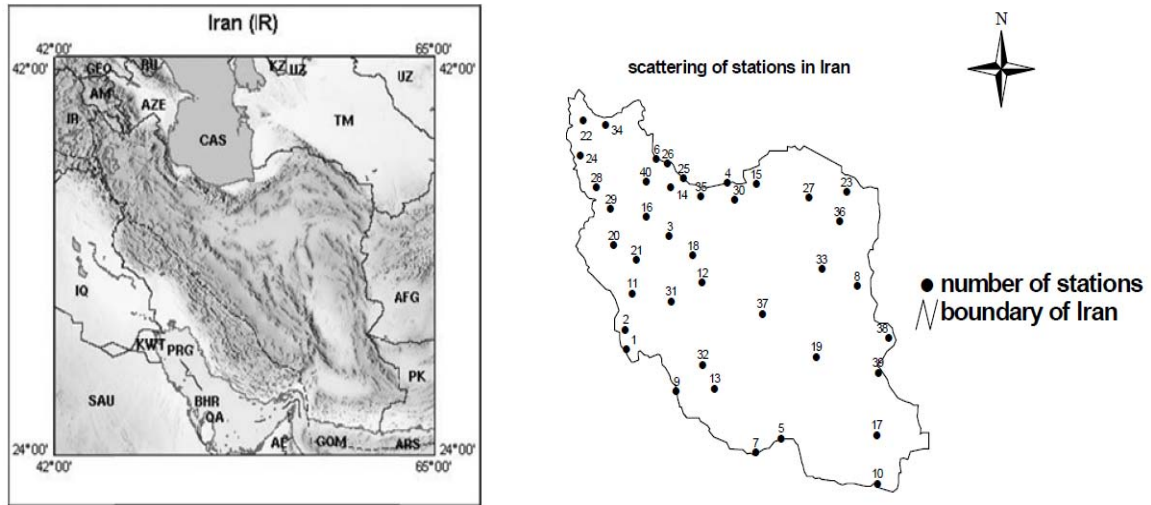 Iran (IR)
42°00' 65°00'
42°00' 42°00'
GEO RU KZ UZ UZ
AM AZE TM
CAS
IQ AFG
KWT PRG PK
SAU BHR QA
GOM ARS
24°00' 24°00'
42°00' 65°00'
N
scattering of stations in Iran
22 34
24 6 26
28 40 25 14 35 4 30 15 27 23
29 16 36
20 3
21 18 33
11 31 12 8
2 37 38
1 32 19 39
9 13
7 5 17
10
number of stations
boundary of Iran